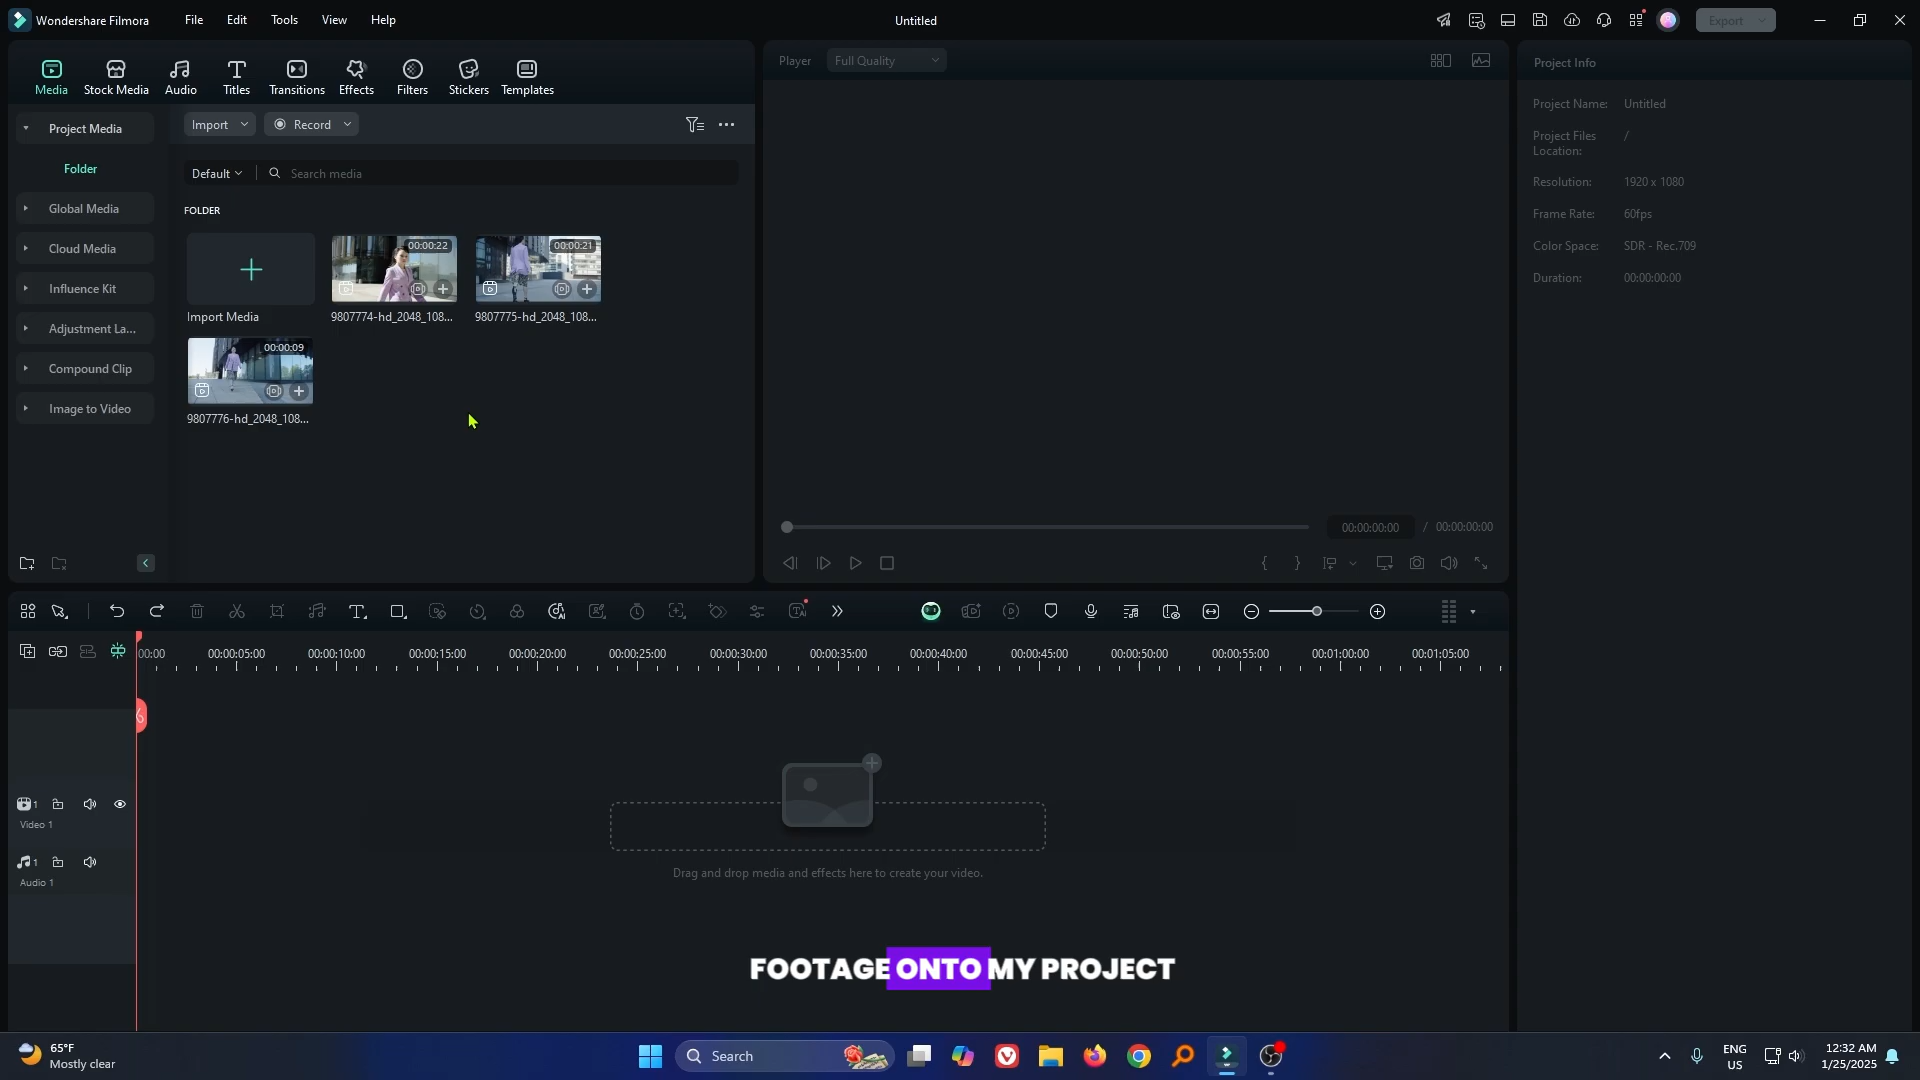 Wondershare Filmora File Edit Tools View Help Untitled Export
Media Stock Media Audio Titles Transitions Effects Filters Stickers Templates
Player Full Quality
Project Info
Project Media
Folder
Global Media
Cloud Media
Influence Kit
Adjustment La...
Compound Clip
Image to Video
Import Record
Default Search media
FOLDER
00:00:22 00:00:21
Import Media 9807774-hd_2048_108... 9807775-hd_2048_108...
00:00:09
9807776-hd_2048_108...
00:00:00:00 / 00:00:00:00
Project Name: Untitled
Project Files Location: /
Resolution: 1920 x 1080
Frame Rate: 60fps
Color Space: SDR - Rec.709
Duration: 00:00:00:00
00:00 00:00:05:00 00:00:10:00 00:00:15:00 00:00:20:00 00:00:25:00 00:00:30:00 00:00:35:00 00:00:40:00 00:00:45:00 00:00:50:00 00:00:55:00 00:01:00:00 00:01:05:00
1
Video 1
1
Audio 1
Drag and drop media and effects here to create your video.
FOOTAGE ONTO MY PROJECT
65°F
Mostly clear
Search
ENG
US
12:32 AM
1/25/2025